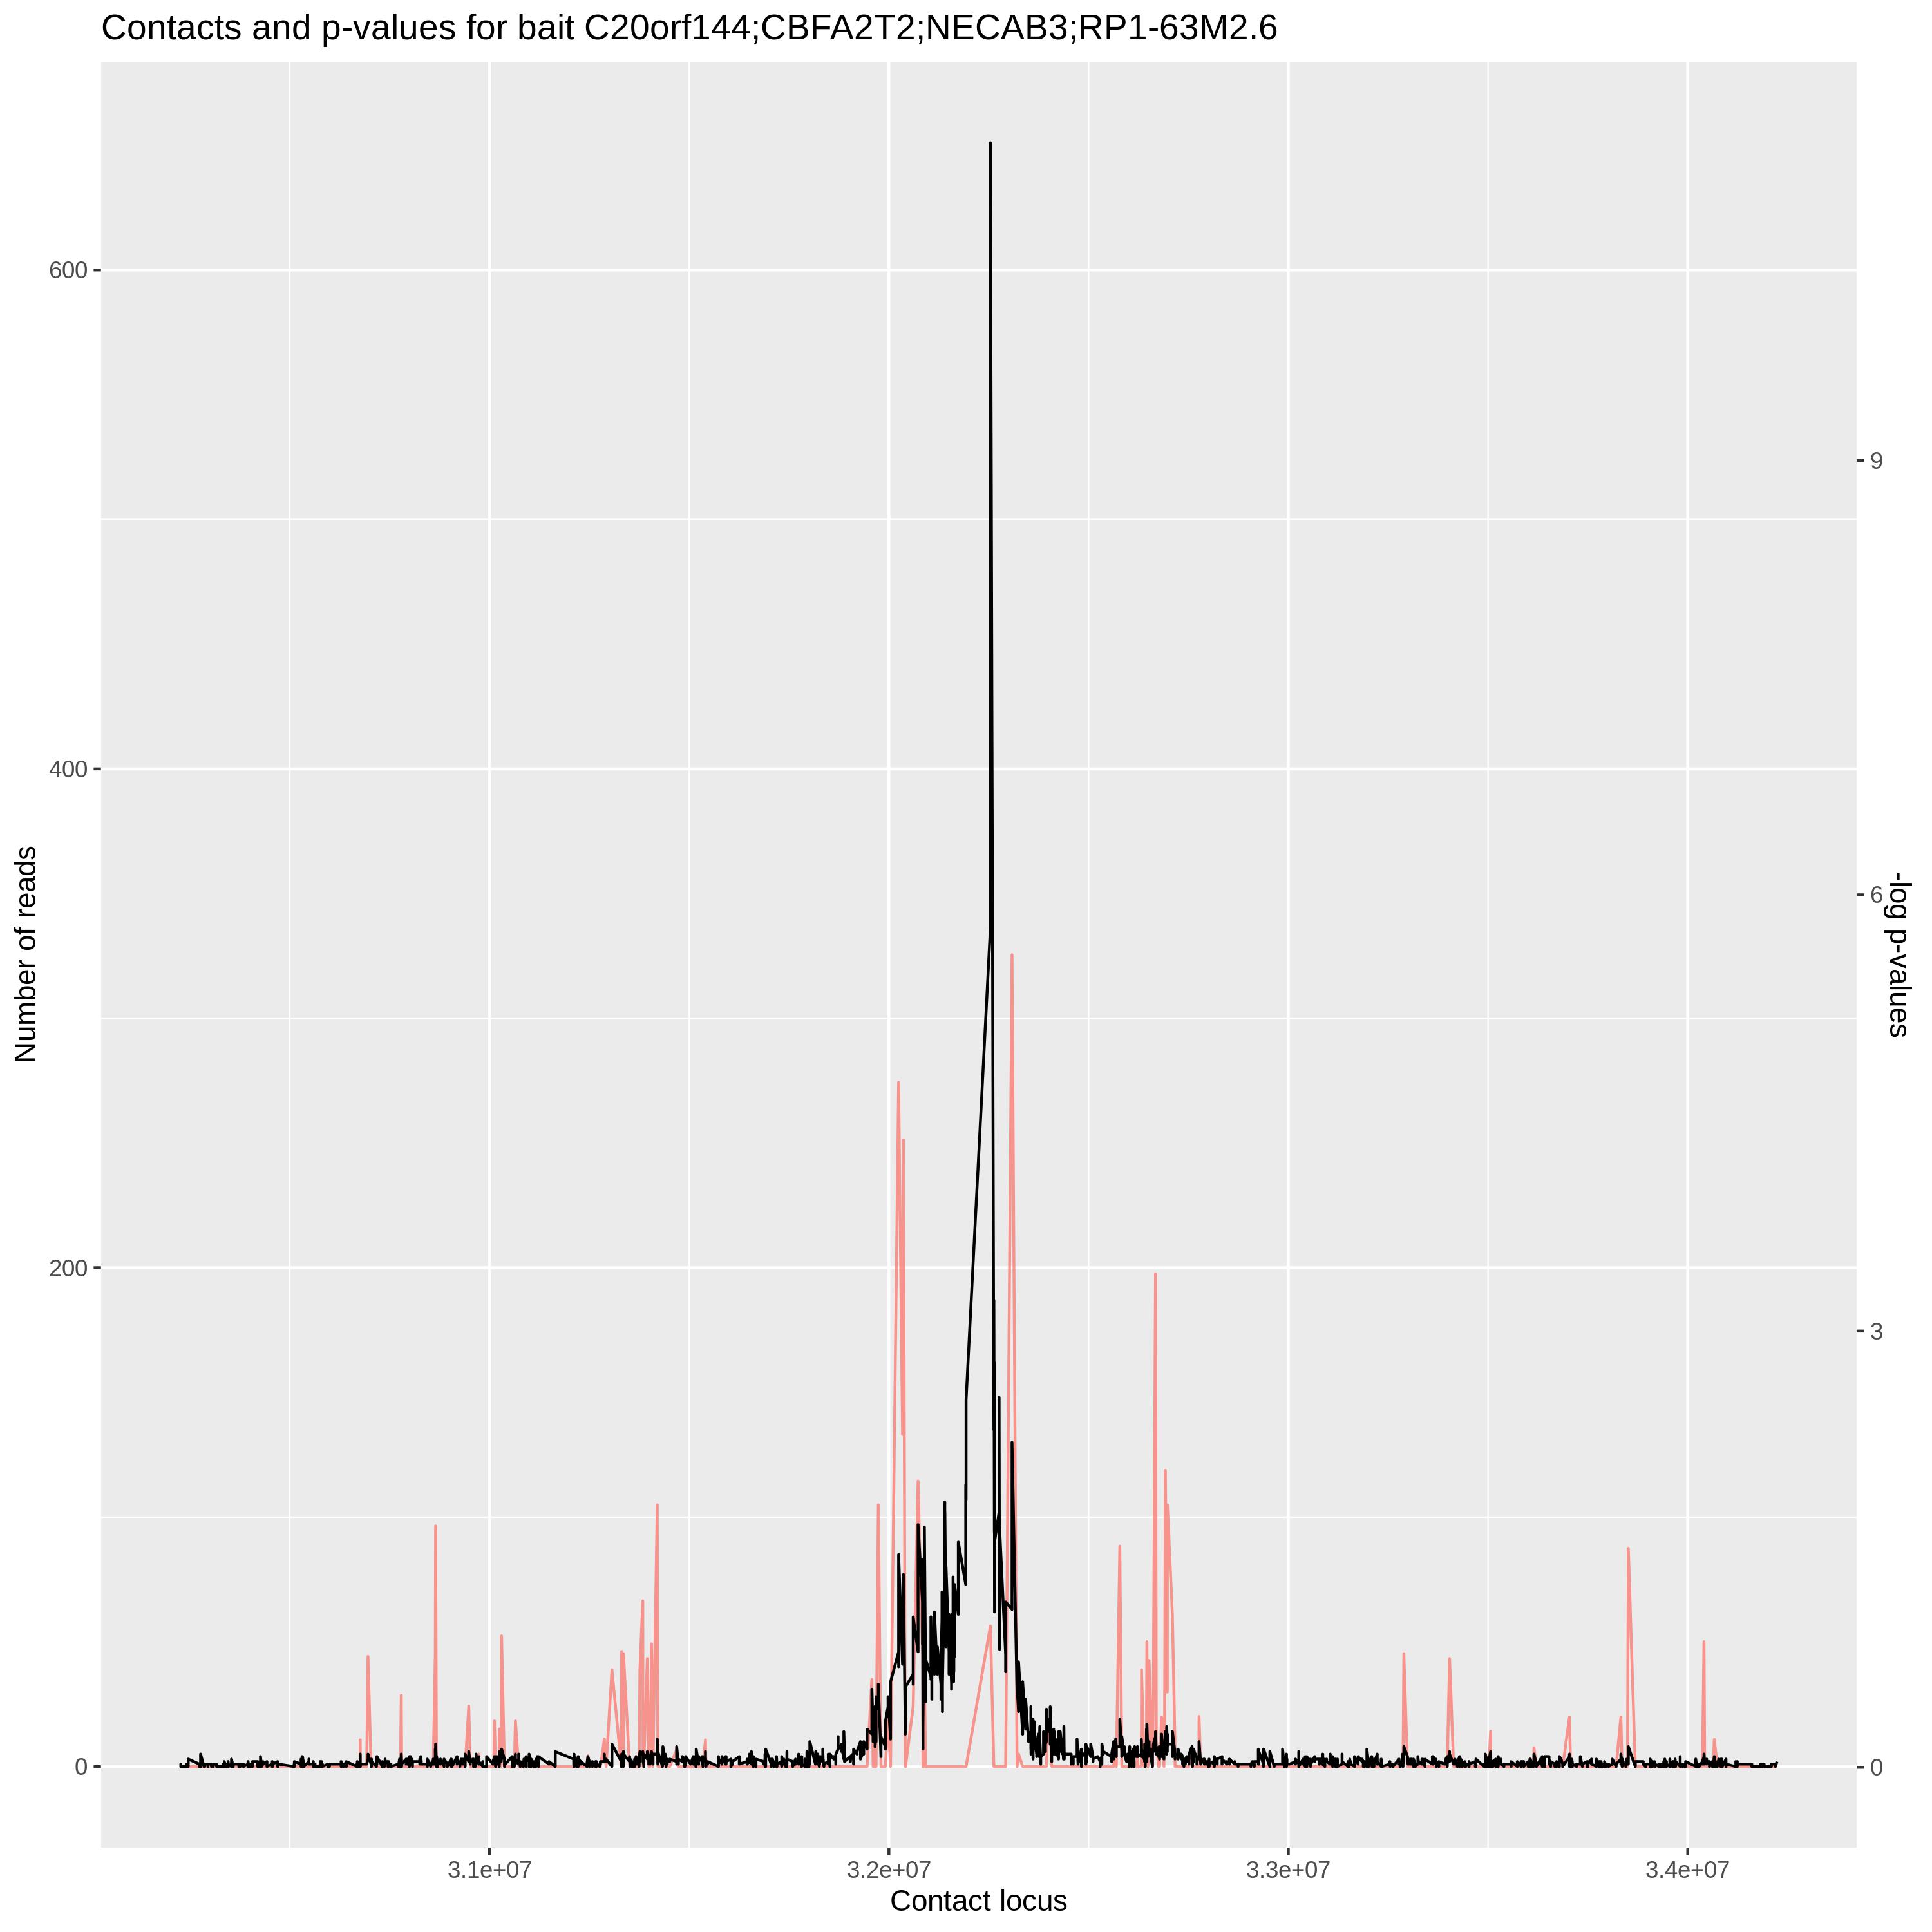 Contacts and p-values for bait C20orf144;CBFA2T2;NECAB3;RP1-63M2.6
600
400
200
0
Number of reads
9
6
3
0
-log p-values
3.1e+07
3.2e+07
3.3e+07
3.4e+07
Contact locus